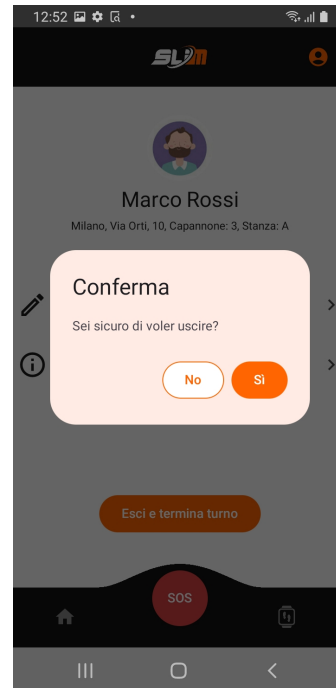 12:52
SLIM
Marco Rossi
Milano, Via Orti, 10, Capannone: 3, Stanza: A
Conferma
Sei sicuro di voler uscire?
No
Sì
Esci e termina turno
SOS